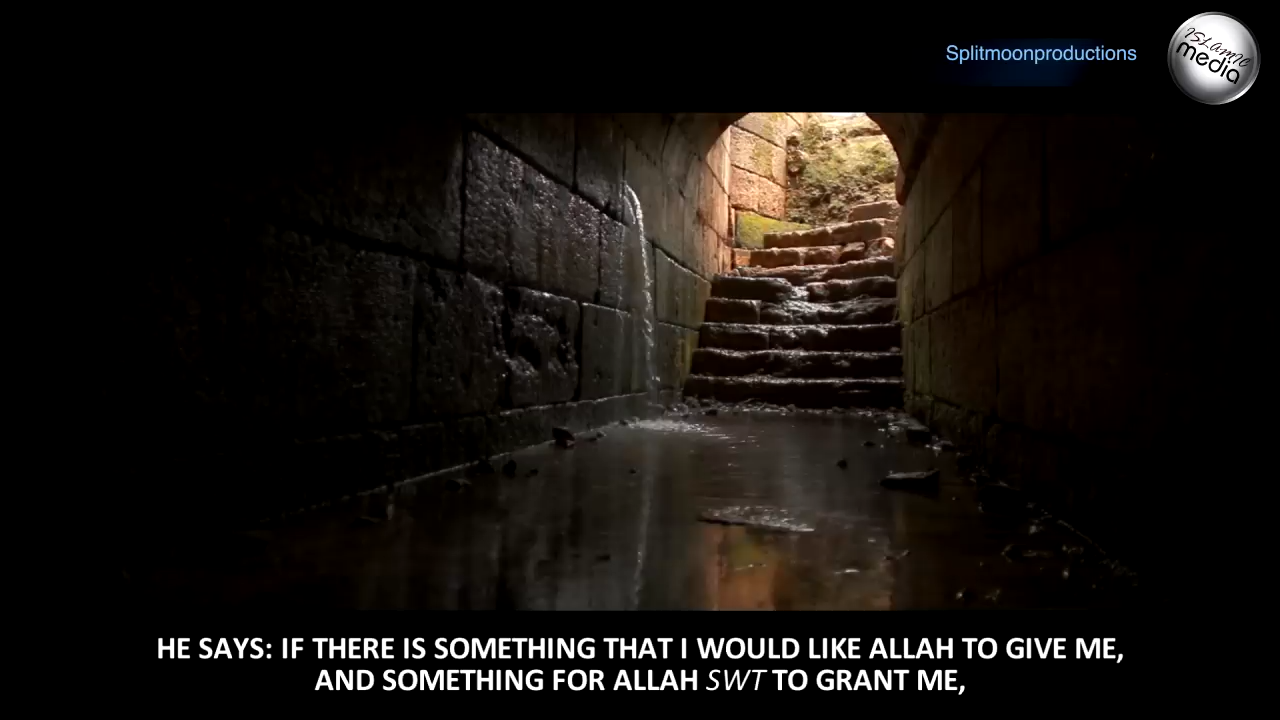 Splitmoonproductions
ISLAMIC
media
HE SAYS: IF THERE IS SOMETHING THAT I WOULD LIKE ALLAH TO GIVE ME,
AND SOMETHING FOR ALLAH SWT TO GRANT ME,